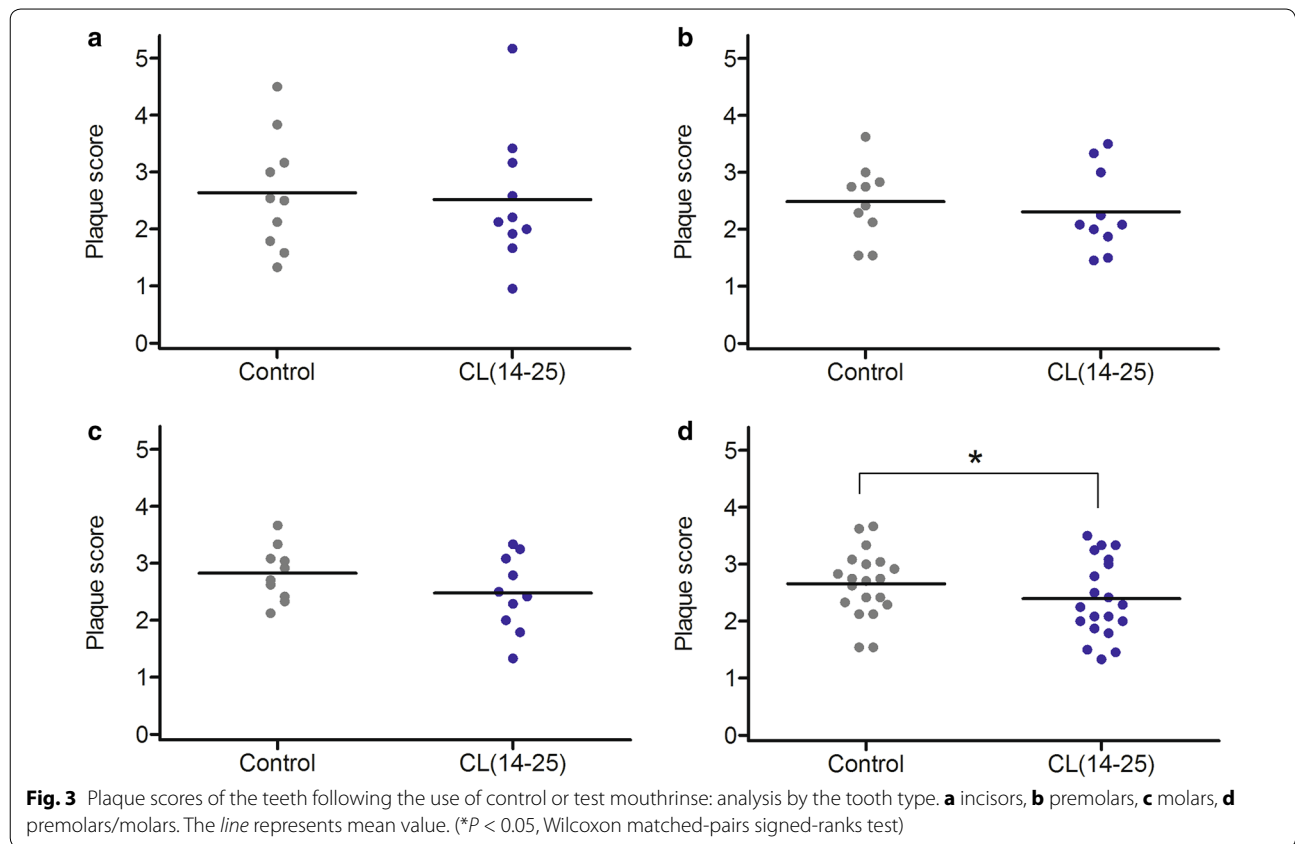 a
5
4
3
2
1
0
Plaque score
Control CL(14-25)
b
5
4
3
2
1
0
Plaque score
Control CL(14-25)
c
5
4
3
2
1
0
Plaque score
Control CL(14-25)
d
5
4
3
2
1
0
Plaque score
*
Control CL(14-25)
Fig. 3 Plaque scores of the teeth following the use of control or test mouthrinse: analysis by the tooth type. a incisors, b premolars, c molars, d
premolars/molars. The line represents mean value. (*P < 0.05, Wilcoxon matched-pairs signed-ranks test)